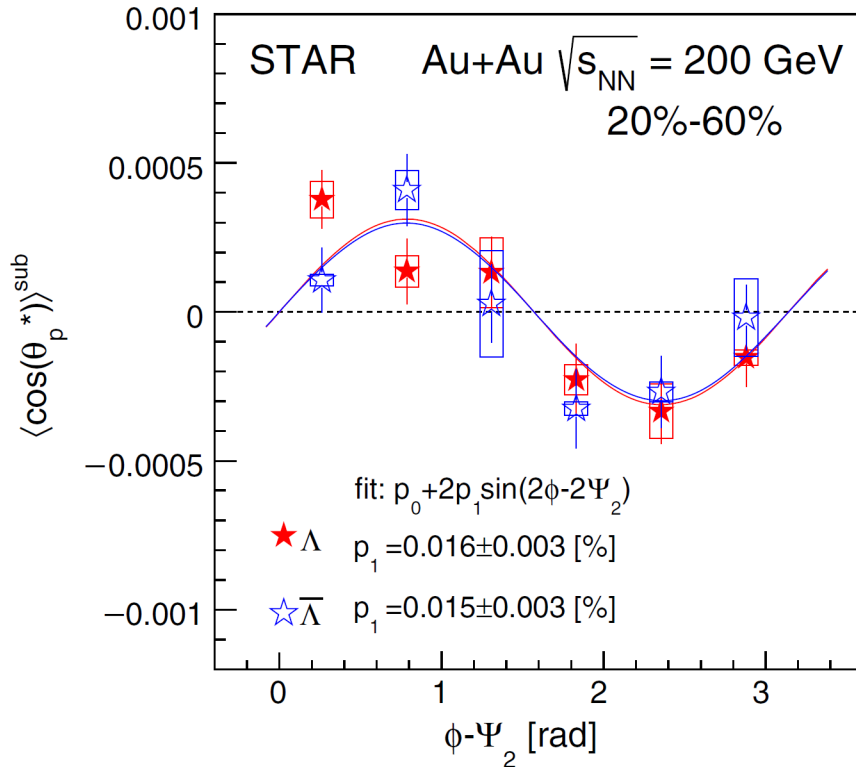 0.001
STAR Au+Au √s_NN = 200 GeV
20%-60%
0.0005
0
−0.0005
−0.001
⟨cos(θ_p*)⟩^sub
fit: p_0+2p_1sin(2ϕ-2Ψ_2)
Λ p_1=0.016±0.003 [%]
Λ̅ p_1=0.015±0.003 [%]
0 1 2 3
ϕ-Ψ_2 [rad]